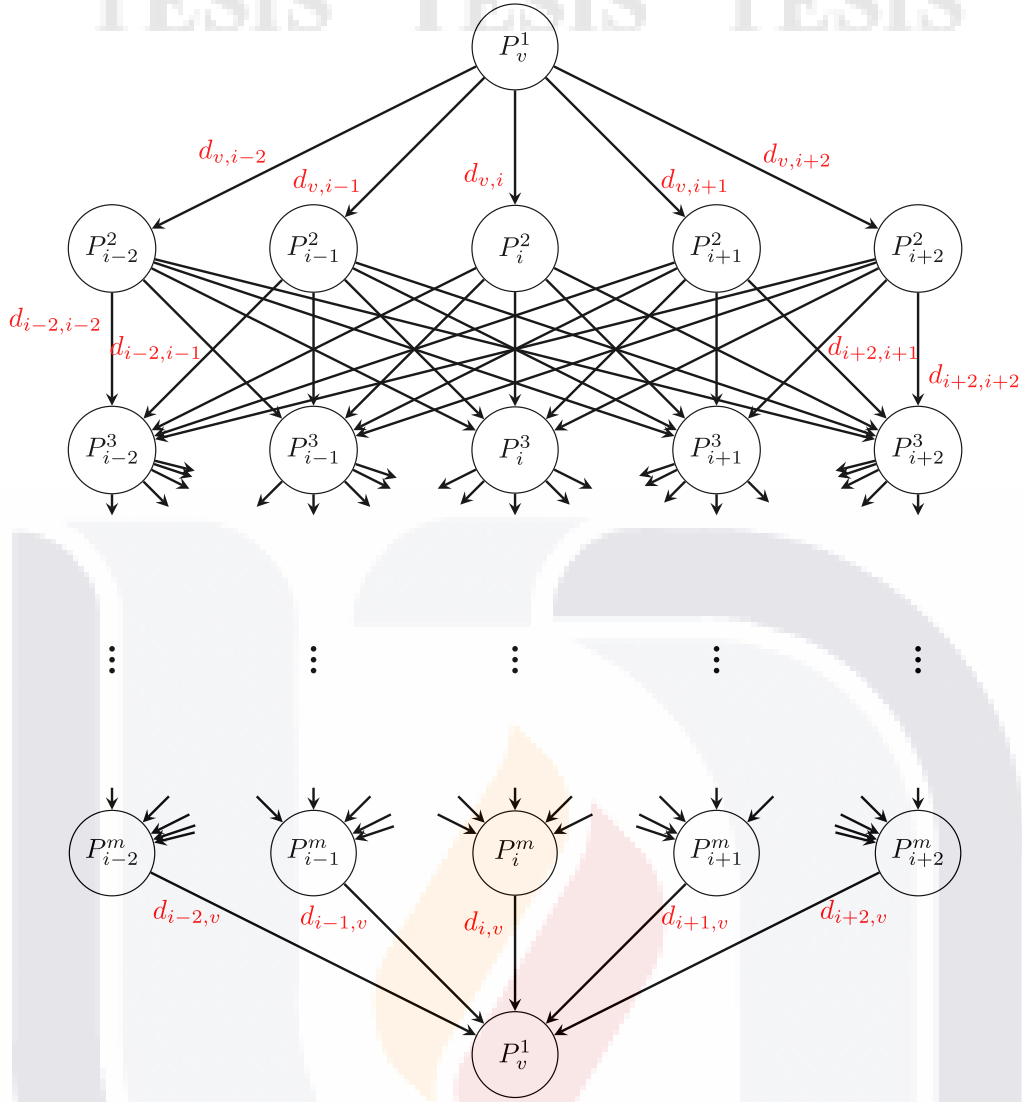 TESIS TESIS TESIS
P_v^1
d_{v,i−2} d_{v,i−1} d_{v,i} d_{v,i+1} d_{v,i+2}
P_{i−2}^2 P_{i−1}^2 P_i^2 P_{i+1}^2 P_{i+2}^2
d_{i−2,i−2} d_{i−2,i−1} d_{i+2,i+1} d_{i+2,i+2}
P_{i−2}^3 P_{i−1}^3 P_i^3 P_{i+1}^3 P_{i+2}^3
⋮ ⋮ ⋮ ⋮ ⋮
P_{i−2}^m P_{i−1}^m P_i^m P_{i+1}^m P_{i+2}^m
d_{i−2,v} d_{i−1,v} d_{i,v} d_{i+1,v} d_{i+2,v}
P_v^1